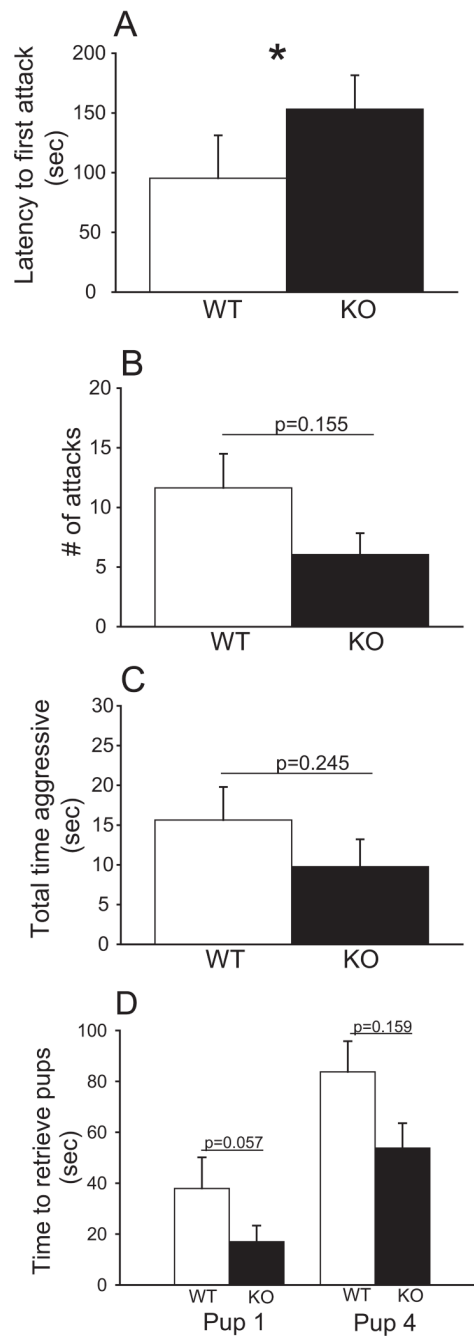 A
*
Latency to first attack
(sec)
200
150
100
50
0
WT KO
B
# of attacks
20
15
10
5
0
p=0.155
WT KO
C
Total time aggressive
(sec)
30
25
20
15
10
5
0
p=0.245
WT KO
D
Time to retrieve pups
(sec)
100
80
60
40
20
0
p=0.057
p=0.159
WT KO WT KO
Pup 1 Pup 4